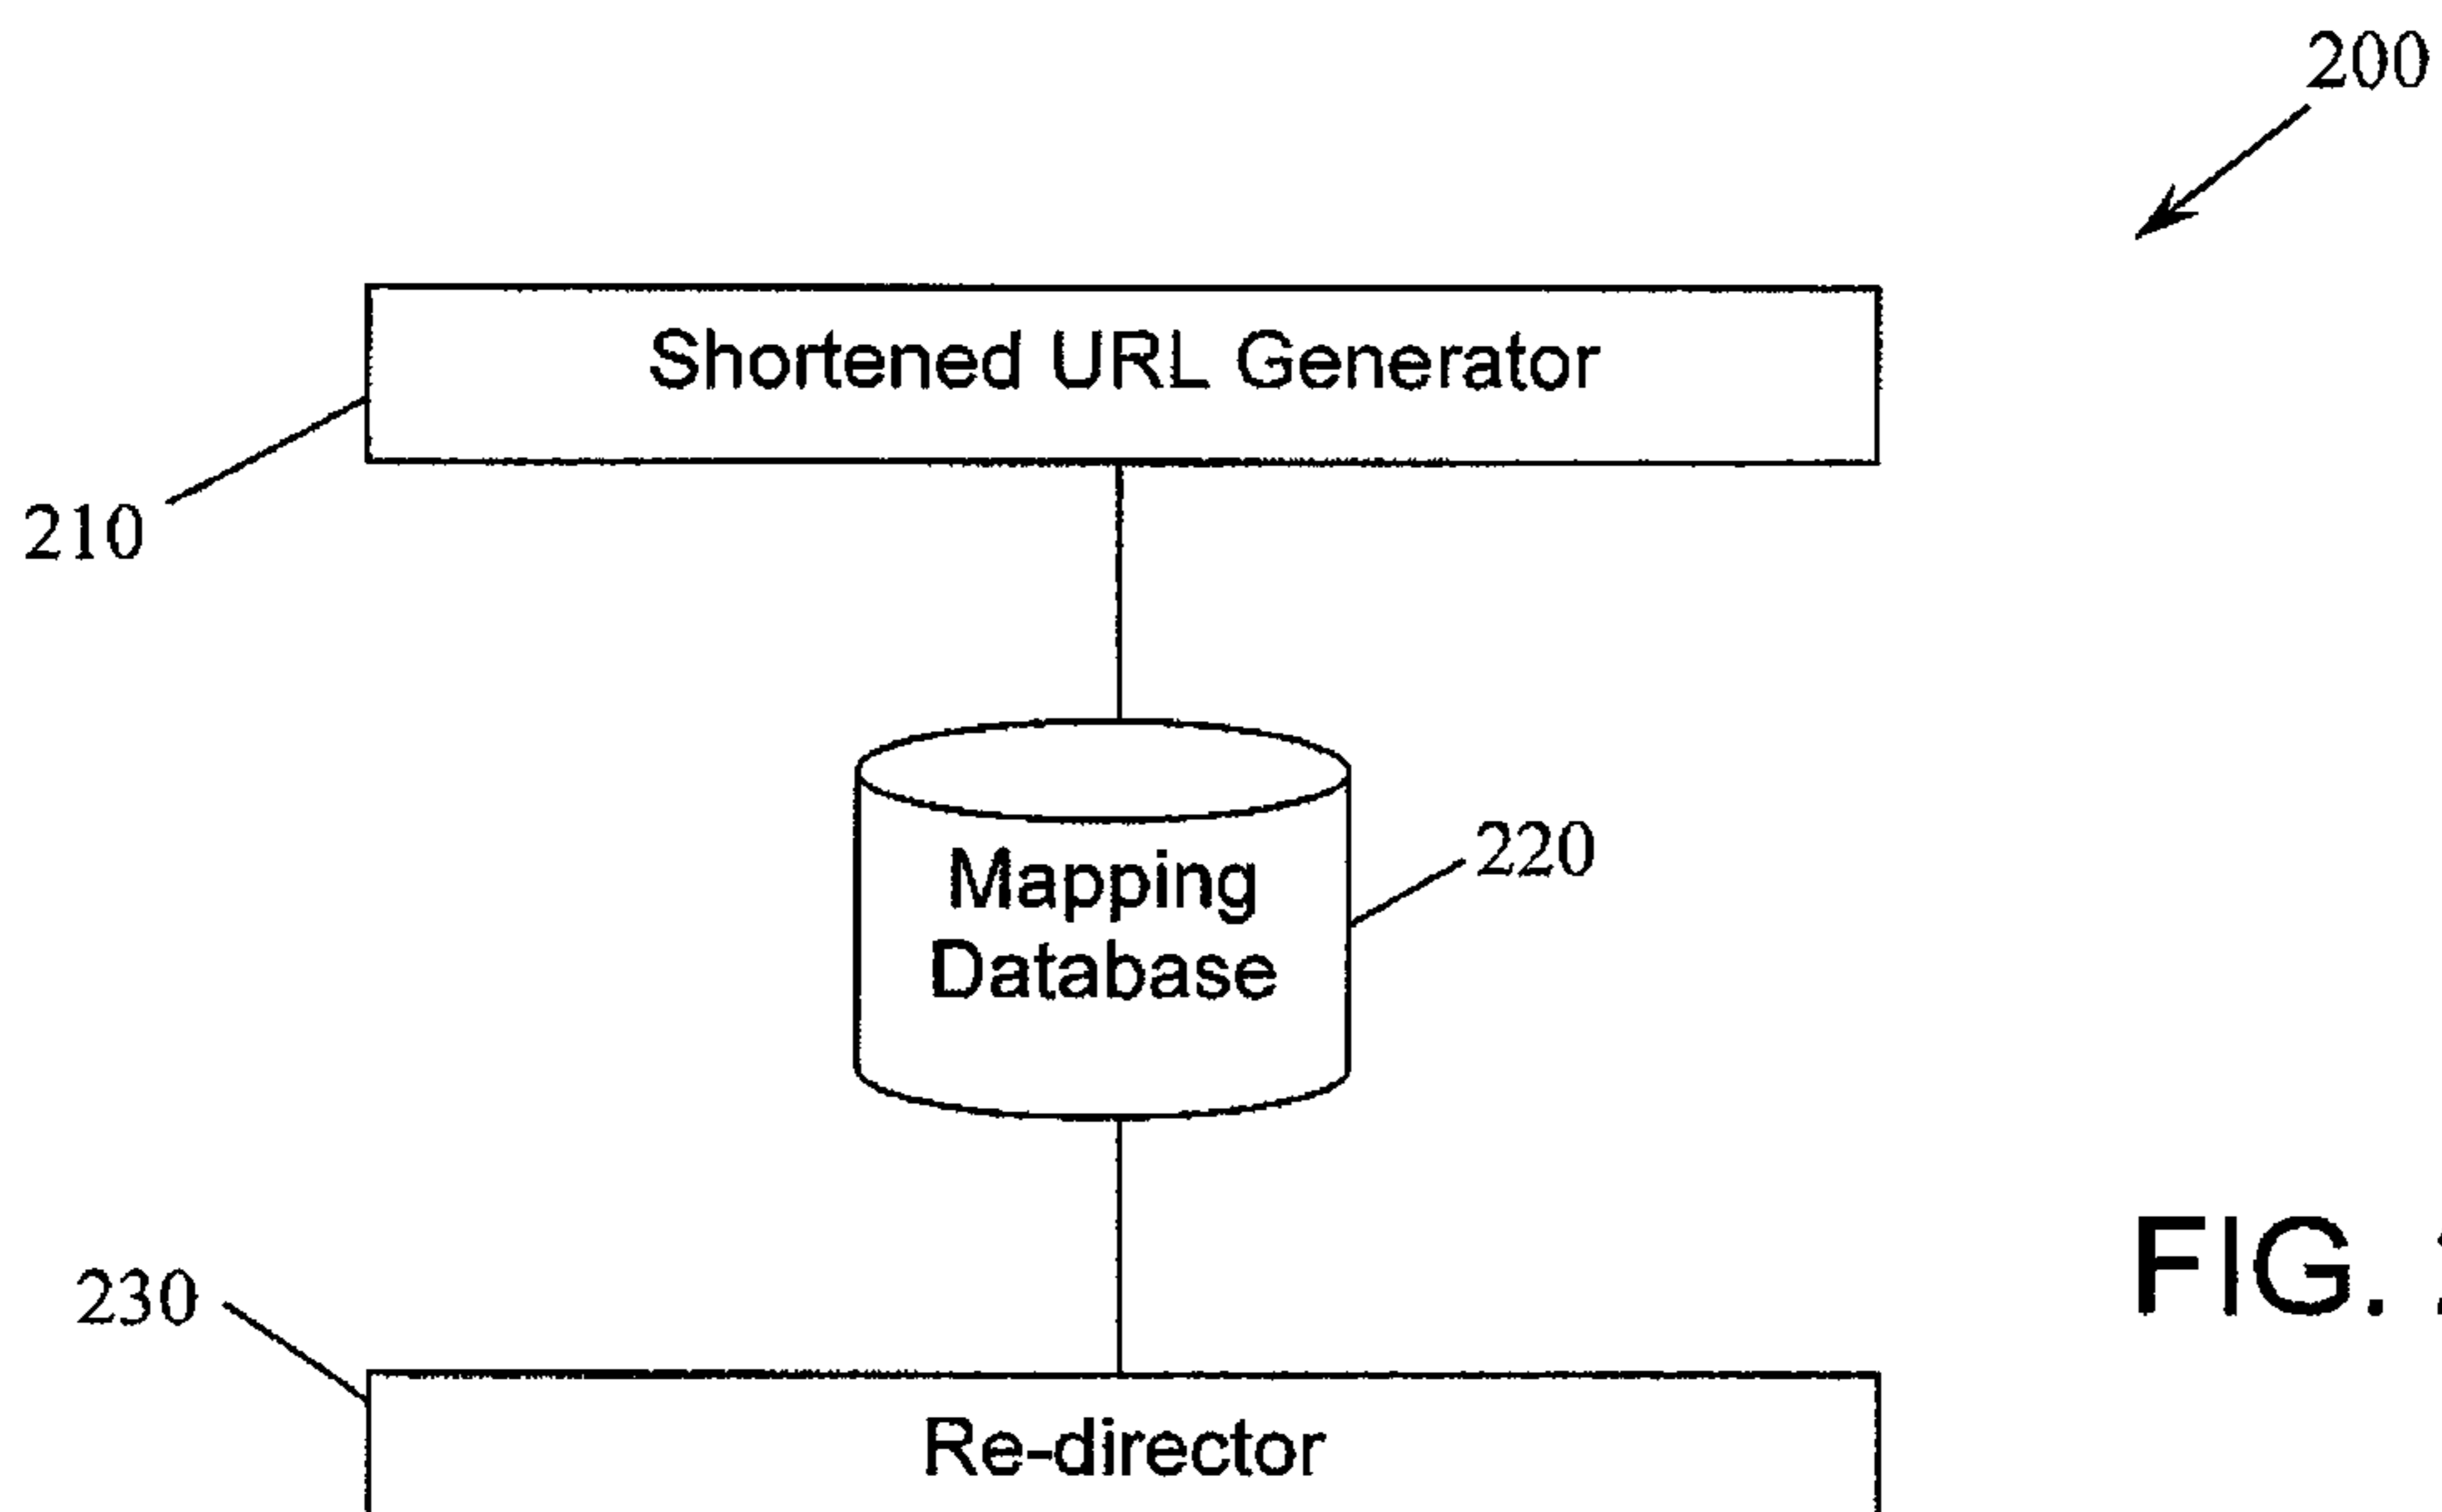 200
Shortened URL Generator
210
Mapping
Database
220
230
FIG.
Re-director